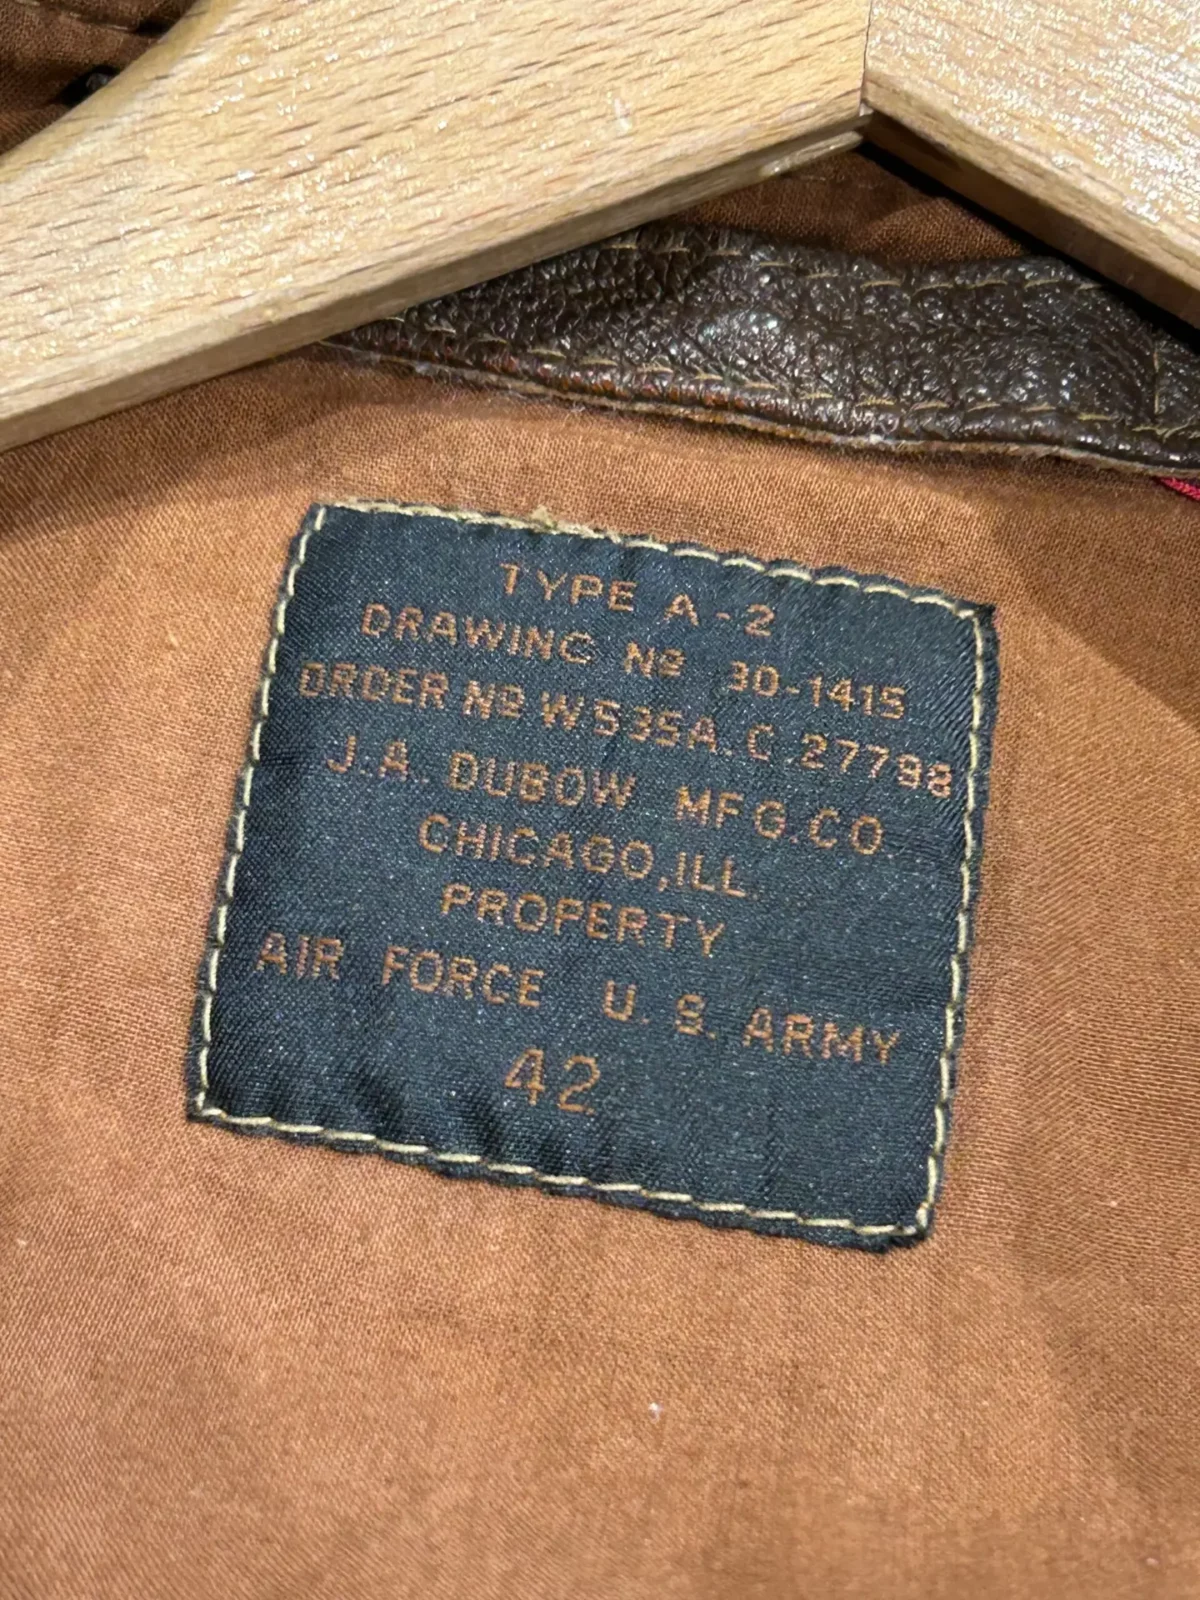 TYPE A-2
DRAWING Nº 30-1415
ORDER Nº W535A.C.27798
J.A. DUBOW MFG.CO.
CHICAGO,ILL.
PROPERTY
AIR FORCE U.S. ARMY
42